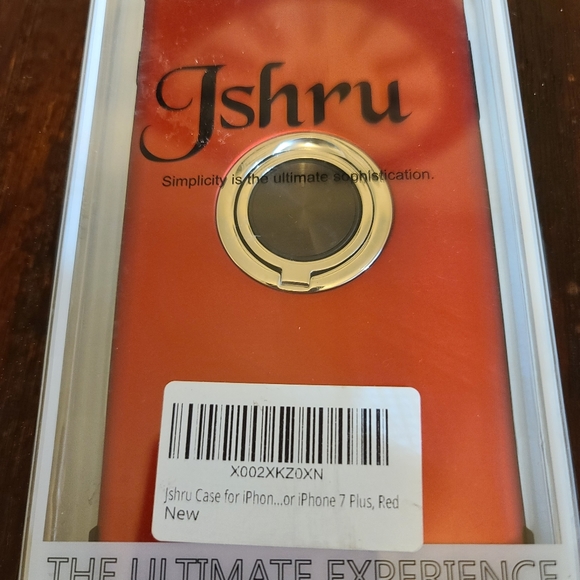 Jshru
Simplicity is the ultimate sophistication.
X002XKZ0XN
Jshru Case for iPhon...or iPhone 7 Plus, Red
New
THE ULTIMATE EXPERIENCE